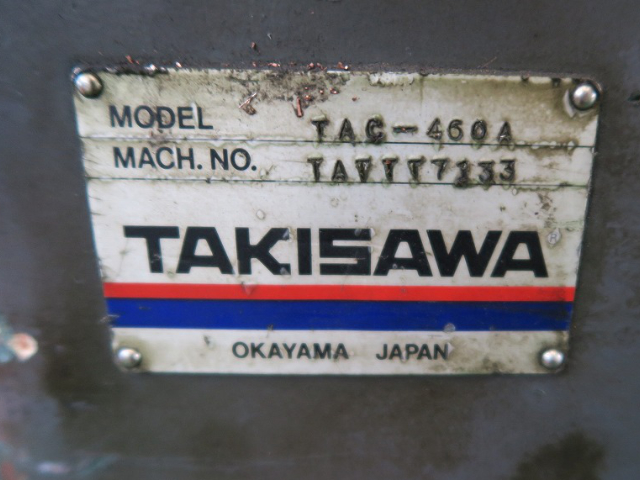 MODEL TAC-460A
MACH. NO.
TAKISAWA
OKAYAMA JAPAN